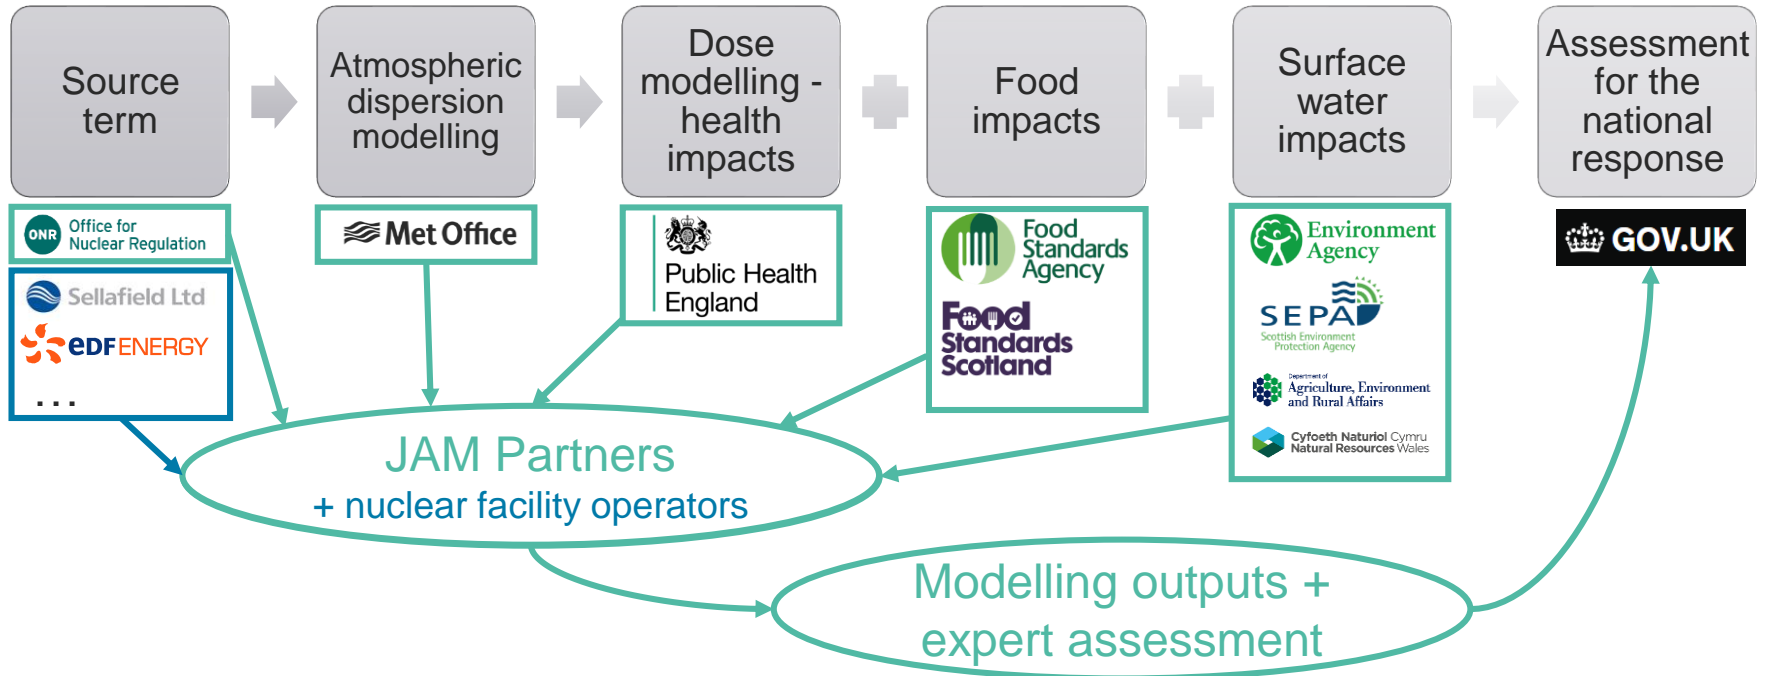 Source
term
Atmospheric
dispersion
modelling
Dose
modelling -
health
impacts
Food
impacts
Surface
water
impacts
Assessment
for the
national
response
ONR
Office for
Nuclear Regulation
Sellafield Ltd
eDF ENERGY
...
Met Office
Public Health
England
Food
Standards
Agency
Food
Standards
Scotland
Environment
Agency
SEPA
Scottish Environment
Protection Agency
Department of
Agriculture, Environment
and Rural Affairs
Cyfoeth Naturiol Cymru
Natural Resources Wales
GOV.UK
JAM Partners
+ nuclear facility operators
Modelling outputs +
expert assessment